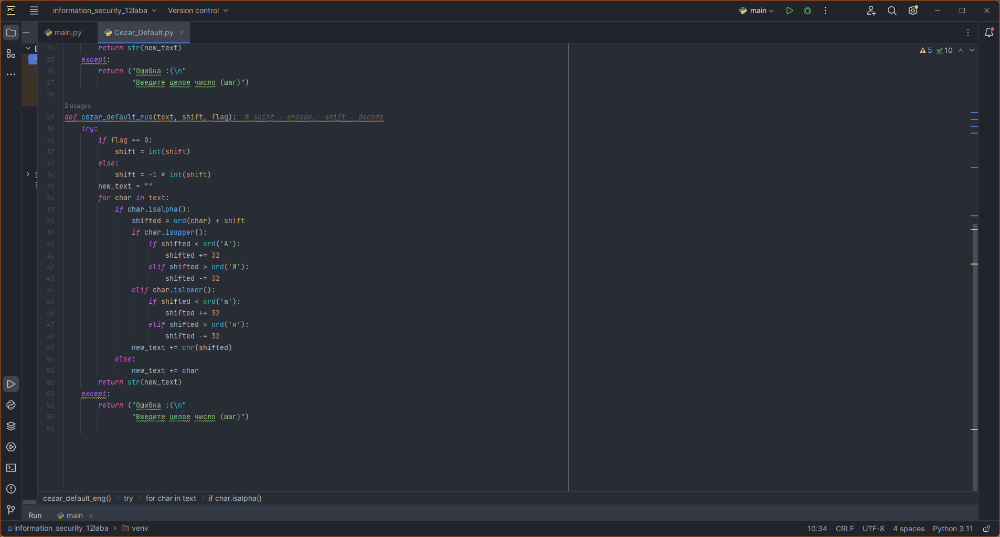 PC information_security_12laba Version control main
main.py Cezar_Default.py
5 10
24 return str(new_text)
25 except:
26 return ("Ошибка :(\n"
27 "Введите целое число (шаг)")
28
2 usages
29 def cezar_default_rus(text, shift, flag): # shiht - encode, -shift - decode
30 try:
31 if flag == 0:
32 shift = int(shift)
33 else:
34 shift = -1 * int(shift)
35 new_text = ""
36 for char in text:
37 if char.isalpha():
38 shifted = ord(char) + shift
39 if char.isupper():
40 if shifted < ord('А'):
41 shifted += 32
42 elif shifted > ord('Я'):
43 shifted -= 32
44 elif char.islower():
45 if shifted < ord('а'):
46 shifted += 32
47 elif shifted > ord('я'):
48 shifted -= 32
49 new_text += chr(shifted)
50 else:
51 new_text += char
52 return str(new_text)
53 except:
54 return ("Ошибка :(\n"
55 "Введите целое число (шаг)")
56
cezar_default_eng() › try › for char in text › if char.isalpha()
Run main
information_security_12laba > venv 10:34 CRLF UTF-8 4 spaces Python 3.11